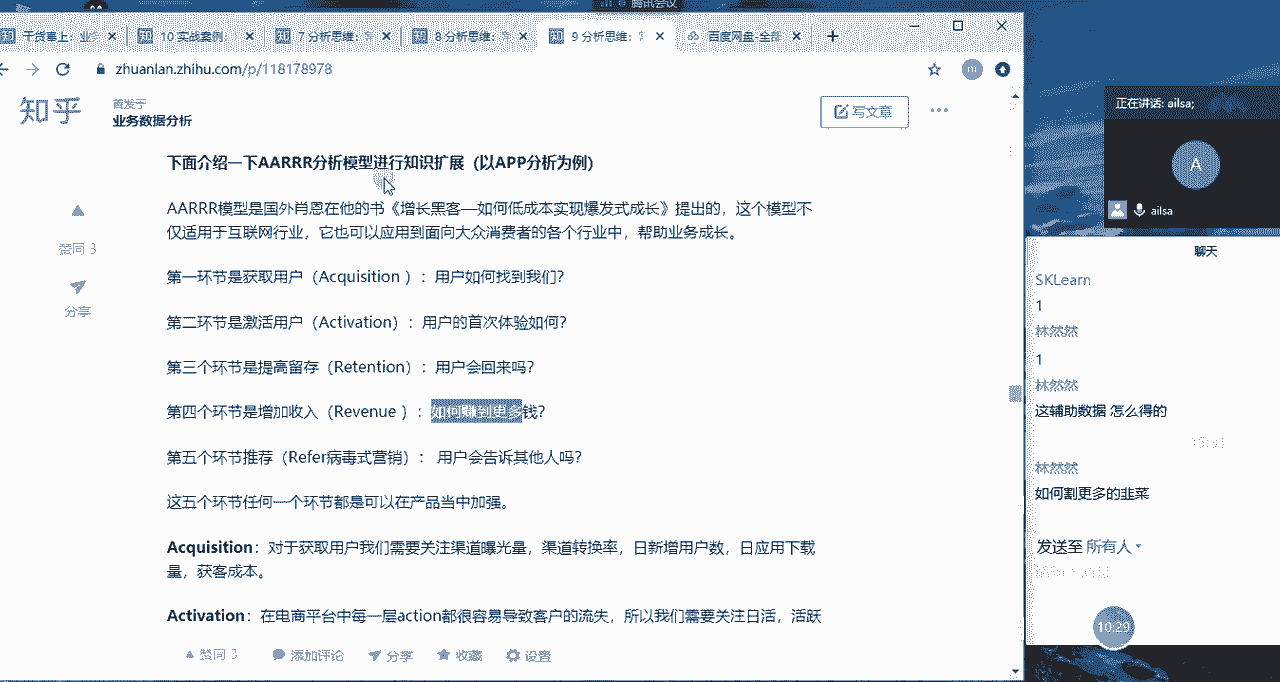 腾讯会议
干货奉上：业务
10 实战案例：
7 分析思维：
8 分析思维：
9 分析思维：
百度网盘-全部
zhuanlan.zhihu.com/p/118178978
m
知乎
首发于
业务数据分析
写文章
下面介绍一下AARRR分析模型进行知识扩展（以APP分析为例）
AARRR模型是国外肖恩在他的书《增长黑客—如何低成本实现爆发式成长》提出的，这个模型不
仅适用于互联网行业，它也可以应用到面向大众消费者的各个行业中，帮助业务成长。
第一环节是获取用户（Acquisition ）：用户如何找到我们？
第二环节是激活用户（Activation）：用户的首次体验如何？
第三个环节是提高留存（Retention）：用户会回来吗？
第四个环节是增加收入（Revenue ）：如何赚到更多钱？
第五个环节推荐（Refer病毒式营销）： 用户会告诉其他人吗？
这五个环节任何一个环节都是可以在产品当中加强。
Acquisition：对于获取用户我们需要关注渠道曝光量，渠道转换率，日新增用户数，日应用下载
量，获客成本。
Activation：在电商平台中每一层action都很容易导致客户的流失，所以我们需要关注日活，活跃
赞同 3
分享
赞同 3
添加评论
分享
收藏
设置
正在讲话: ailsa;
A
ailsa
聊天
SKLearn
1
林然然
1
林然然
这辅助数据 怎么得的
林然然
如何割更多的韭菜
发送至 所有人
10:29